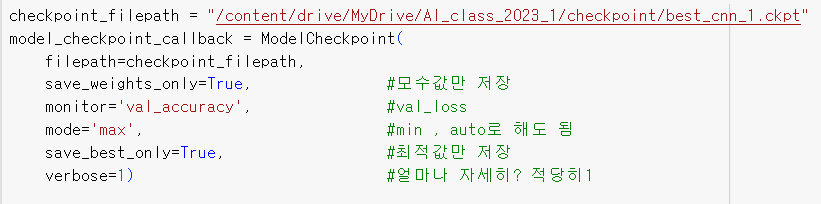 checkpoint_filepath = "/content/drive/MyDrive/AI_class_2023_1/checkpoint/best_cnn_1.ckpt"
model_checkpoint_callback = ModelCheckpoint(
    filepath=checkpoint_filepath,
    save_weights_only=True,               #모수값만 저장
    monitor='val_accuracy',               #val_loss
    mode='max',                           #min , auto로 해도 됨
    save_best_only=True,                  #최적값만 저장
    verbose=1)                            #얼마나 자세히? 적당히1